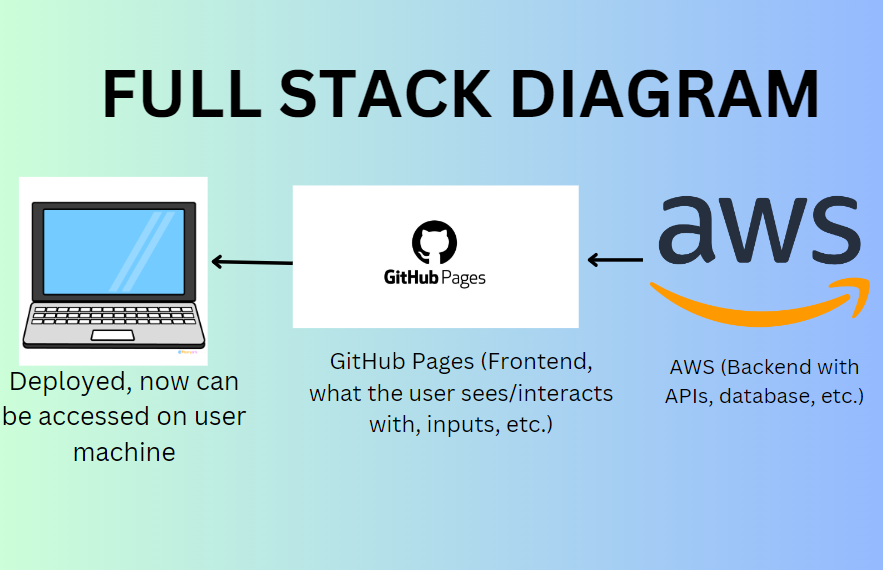 FULL STACK DIAGRAM
GitHub Pages
aws
Deployed, now can
be accessed on user
machine
GitHub Pages (Frontend,
what the user sees/interacts
with, inputs, etc.)
AWS (Backend with
APIs, database, etc.)